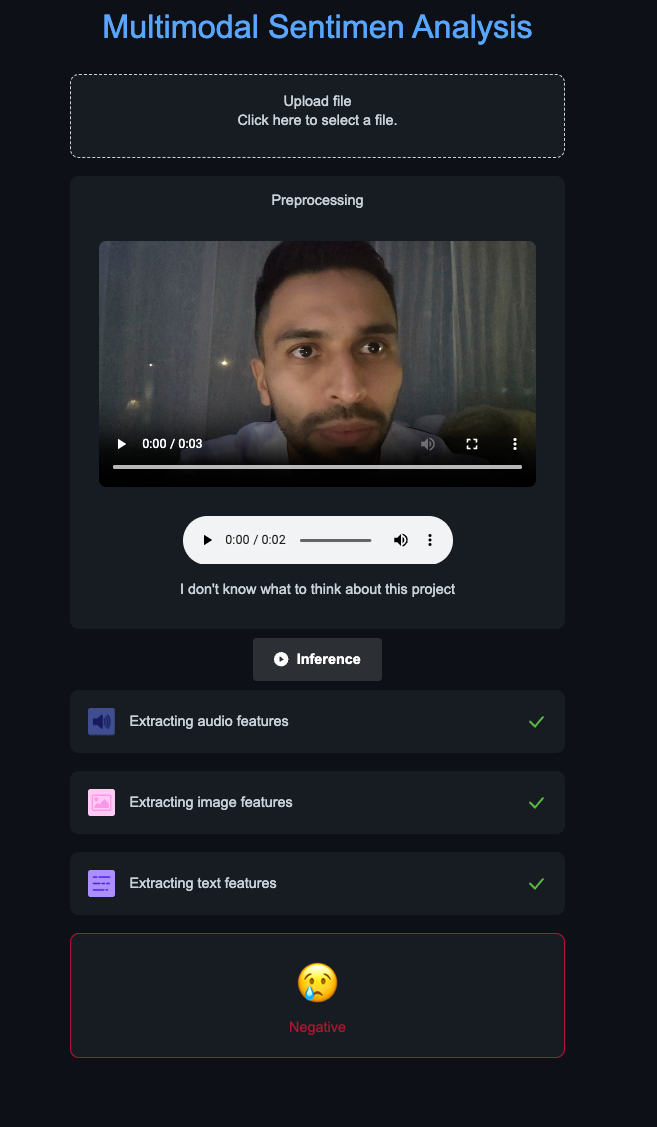 Multimodal Sentimen Analysis
Upload file
Click here to select a file.
Preprocessing
0:00 / 0:03
0:00 / 0:02
I don't know what to think about this project
Inference
Extracting audio features
Extracting image features
Extracting text features
Negative